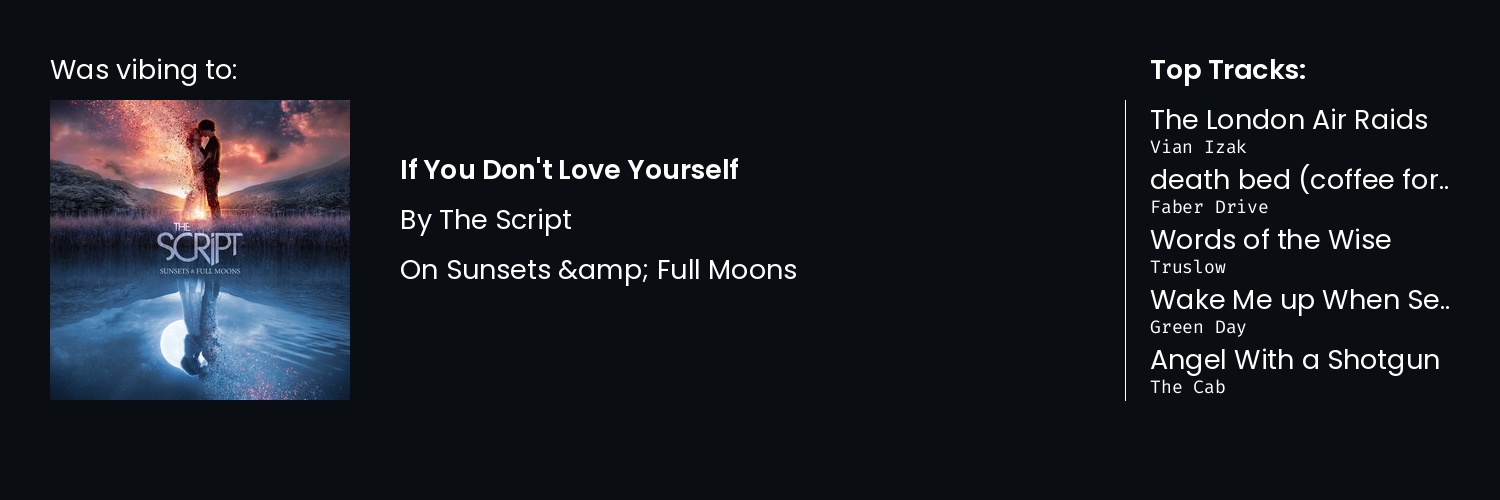 Was vibing to:
THE
SCRIPT
SUNSETS & FULL MOONS
If You Don't Love Yourself
By The Script
On Sunsets &amp; Full Moons
Top Tracks:
The London Air Raids
Vian Izak
death bed (coffee for..
Faber Drive
Words of the Wise
Truslow
Wake Me up When Se..
Green Day
Angel With a Shotgun
The Cab